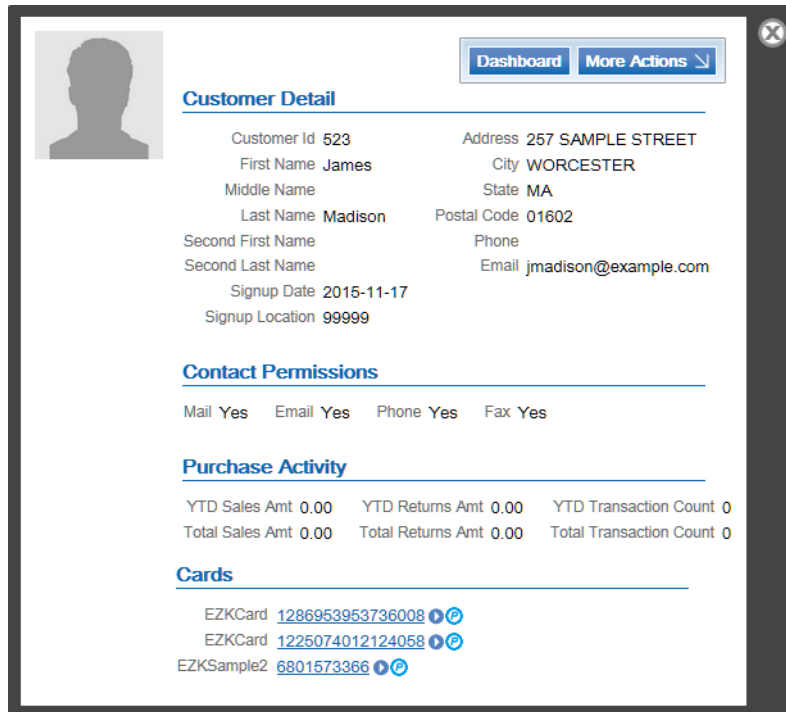 Dashboard More Actions
Customer Detail
Customer Id 523 Address 257 SAMPLE STREET
First Name James City WORCESTER
Middle Name State MA
Last Name Madison Postal Code 01602
Second First Name Phone
Second Last Name Email jmadison@example.com
Signup Date 2015-11-17
Signup Location 99999
Contact Permissions
Mail Yes Email Yes Phone Yes Fax Yes
Purchase Activity
YTD Sales Amt 0.00 YTD Returns Amt 0.00 YTD Transaction Count 0
Total Sales Amt 0.00 Total Returns Amt 0.00 Total Transaction Count 0
Cards
EZKCard 1286953953736008 P
EZKCard 1225074012124058 P
EZKSample2 6801573366 P